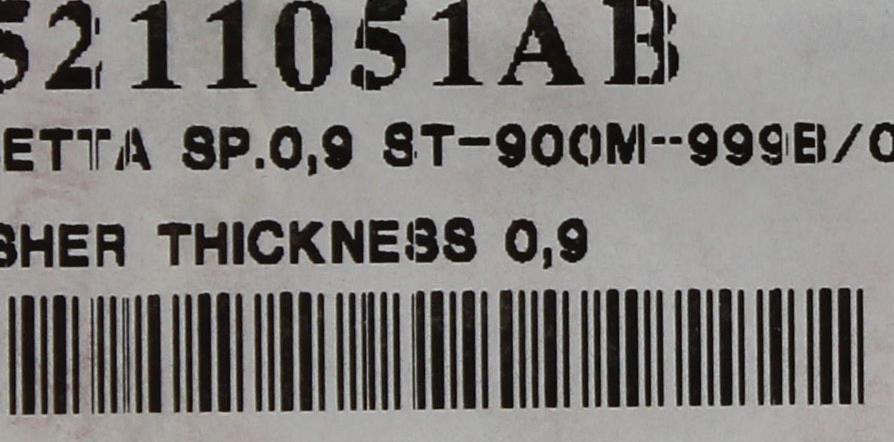 5211051AB
ETTA SP.0,9 ST-900M--999B/0
SHER THICKNESS 0,9